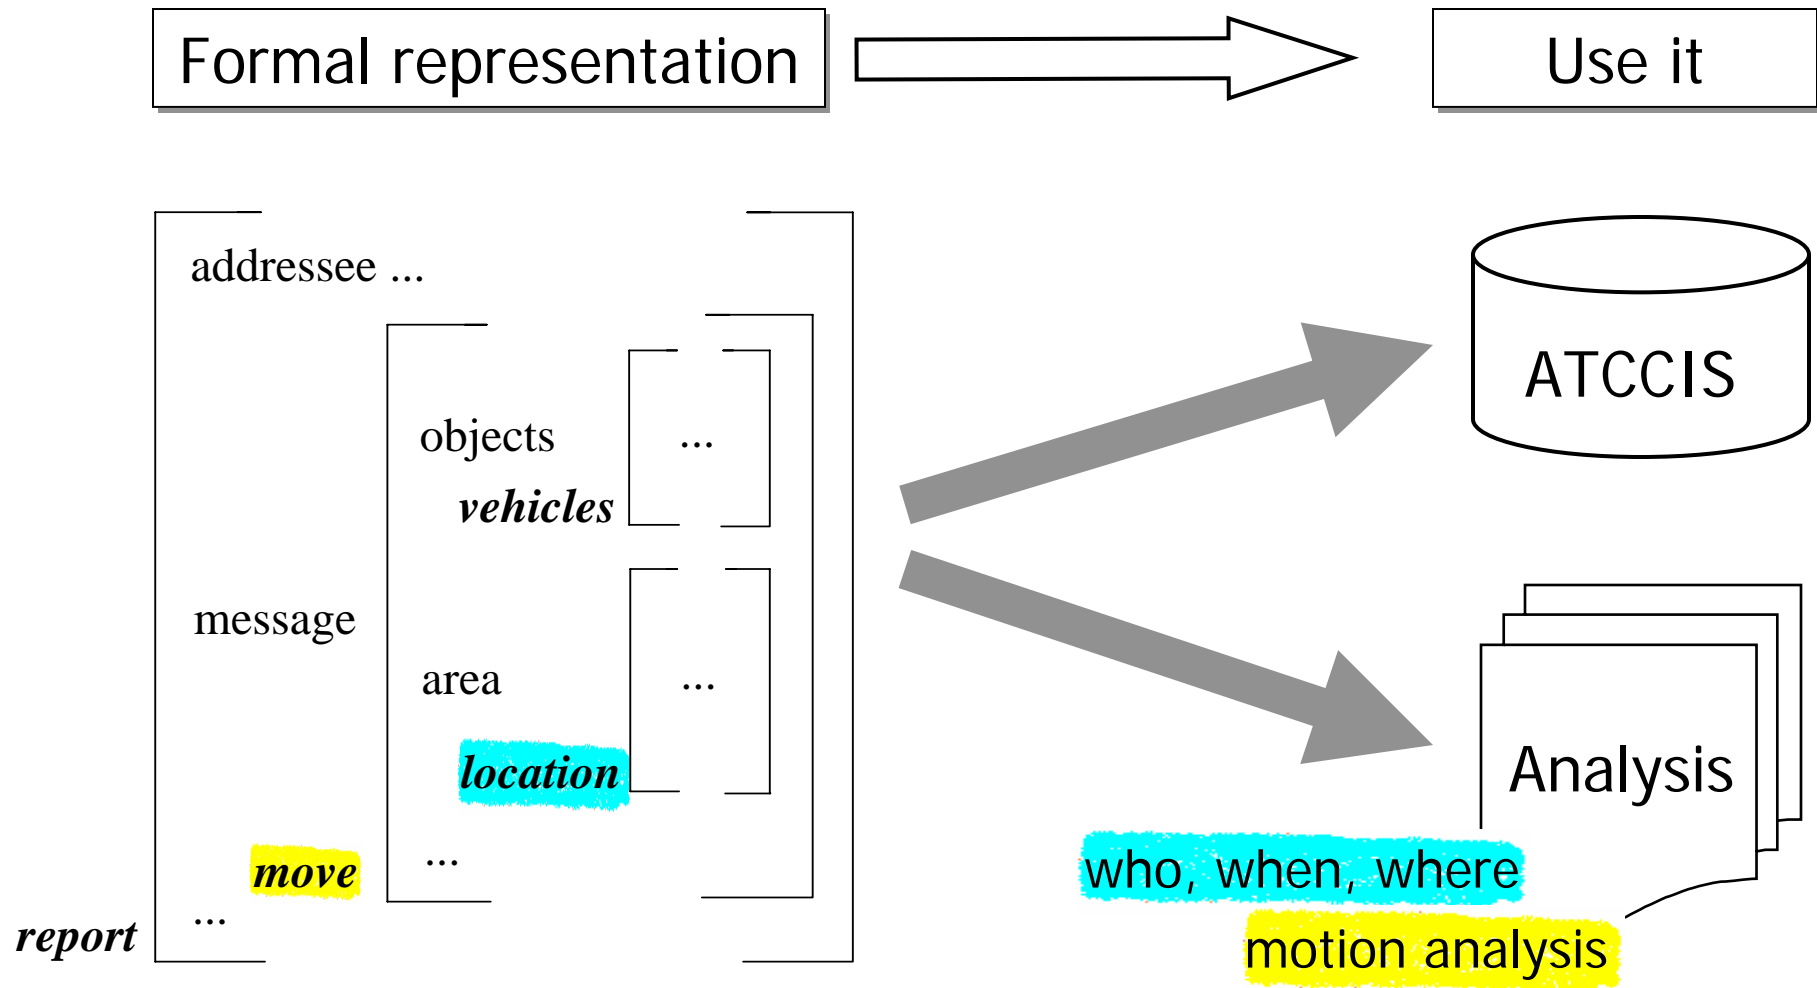 Formal representation
Use it
addressee ...
objects ...
vehicles
message
area ...
location
move ...
...
report
ATCCIS
Analysis
who, when, where
motion analysis